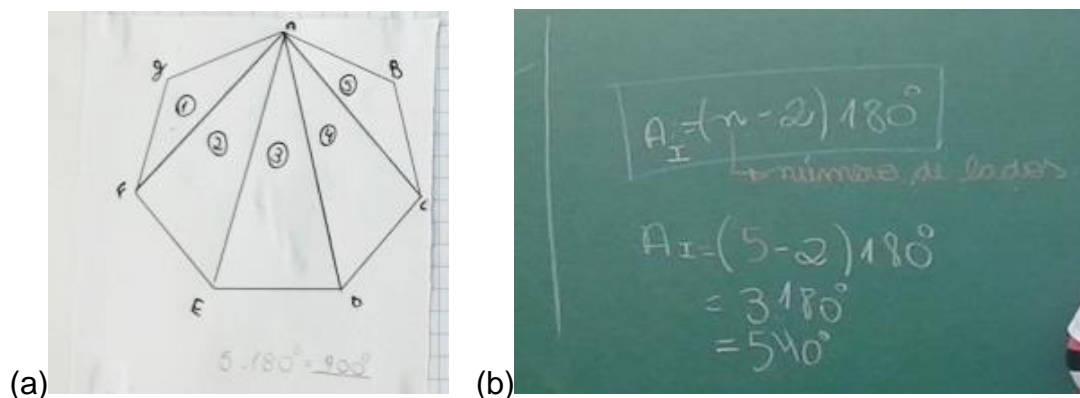 A
g
B
①
⑤
②
④
③
F
C
E
D
5.180° = 900°
(a)
A_I = (n - 2) 180°
número de lados
A_I = (5 - 2) 180°
= 3 180°
= 540°
(b)